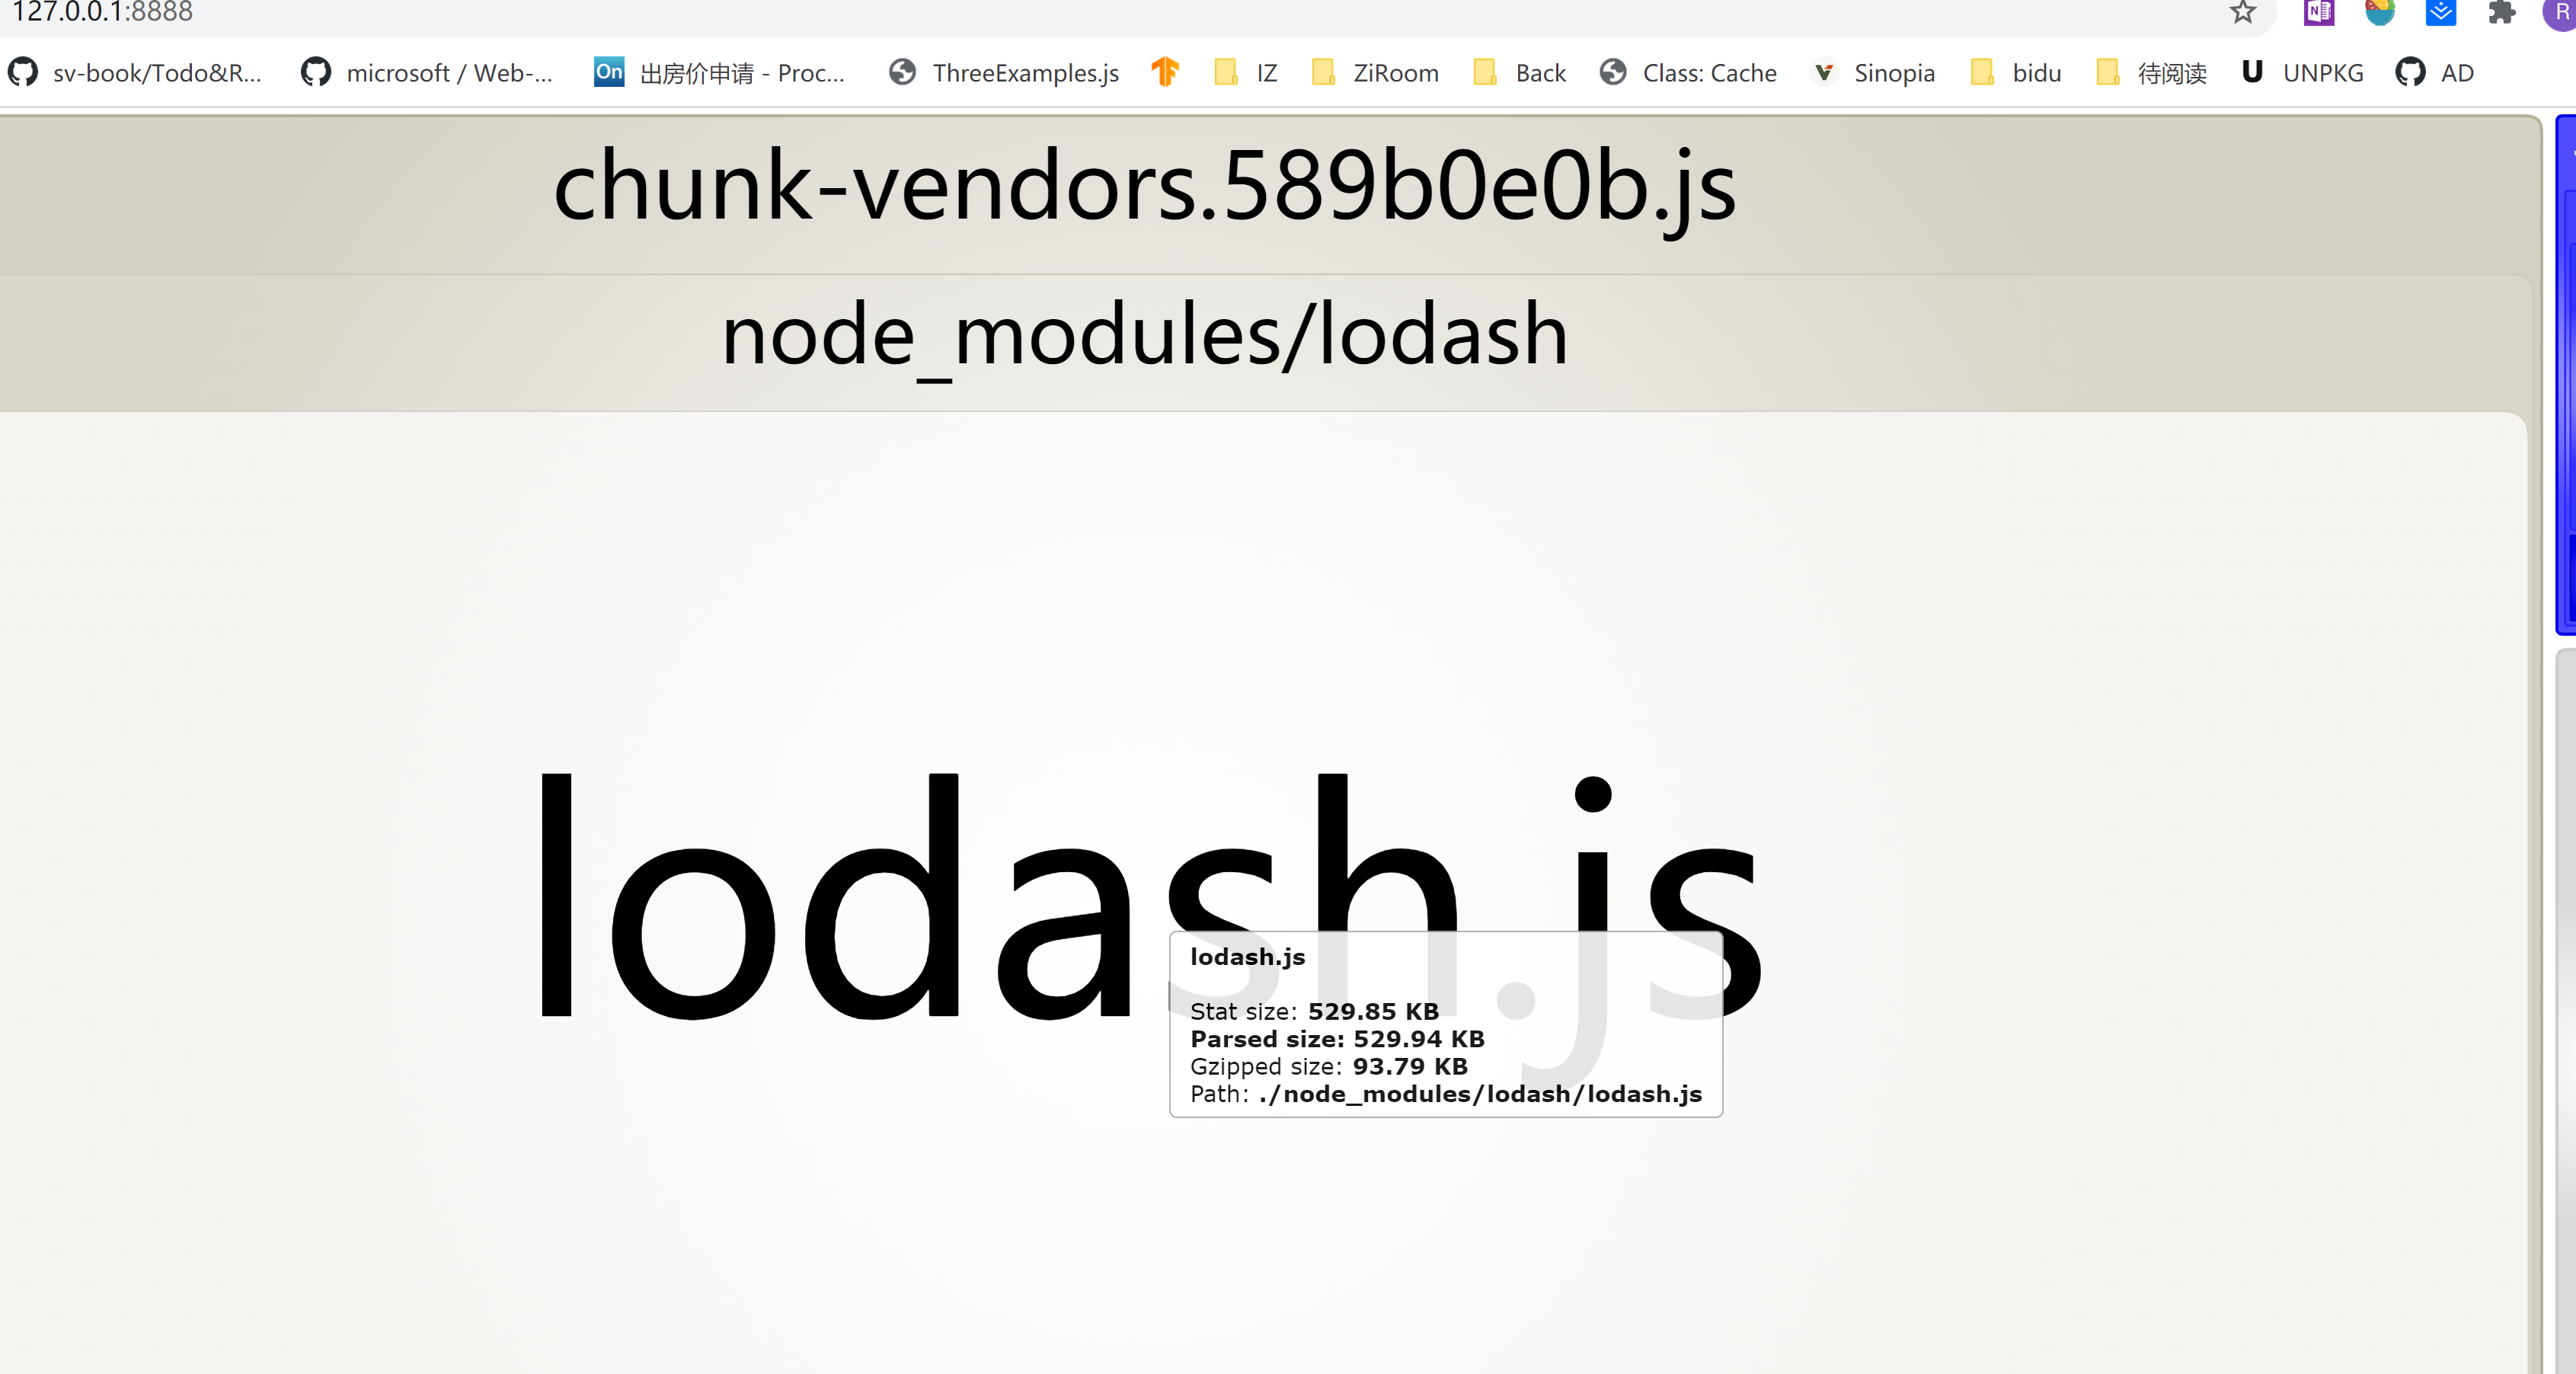 127.0.0.1:8888
sv-book/Todo&R... microsoft / Web-... On 出房价申请 - Proc... ThreeExamples.js IZ ZiRoom Back Class: Cache Sinopia bidu 待阅读 U UNPKG AD
R
chunk-vendors.589b0e0b.js
node_modules/lodash
lodash.js
lodash.js
Stat size: 529.85 KB
Parsed size: 529.94 KB
Gzipped size: 93.79 KB
Path: ./node_modules/lodash/lodash.js